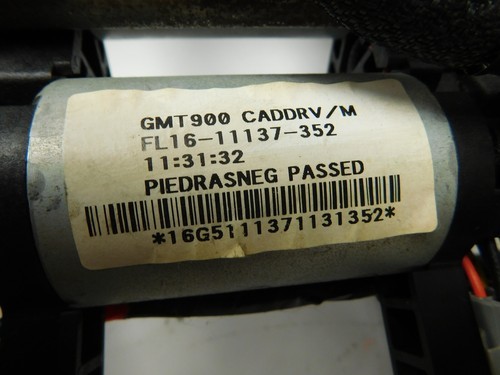 GMT900 CADDRV/M
FL16-11137-352
11:31:32
PIEDRASNEG PASSED
*16G5111371131352*